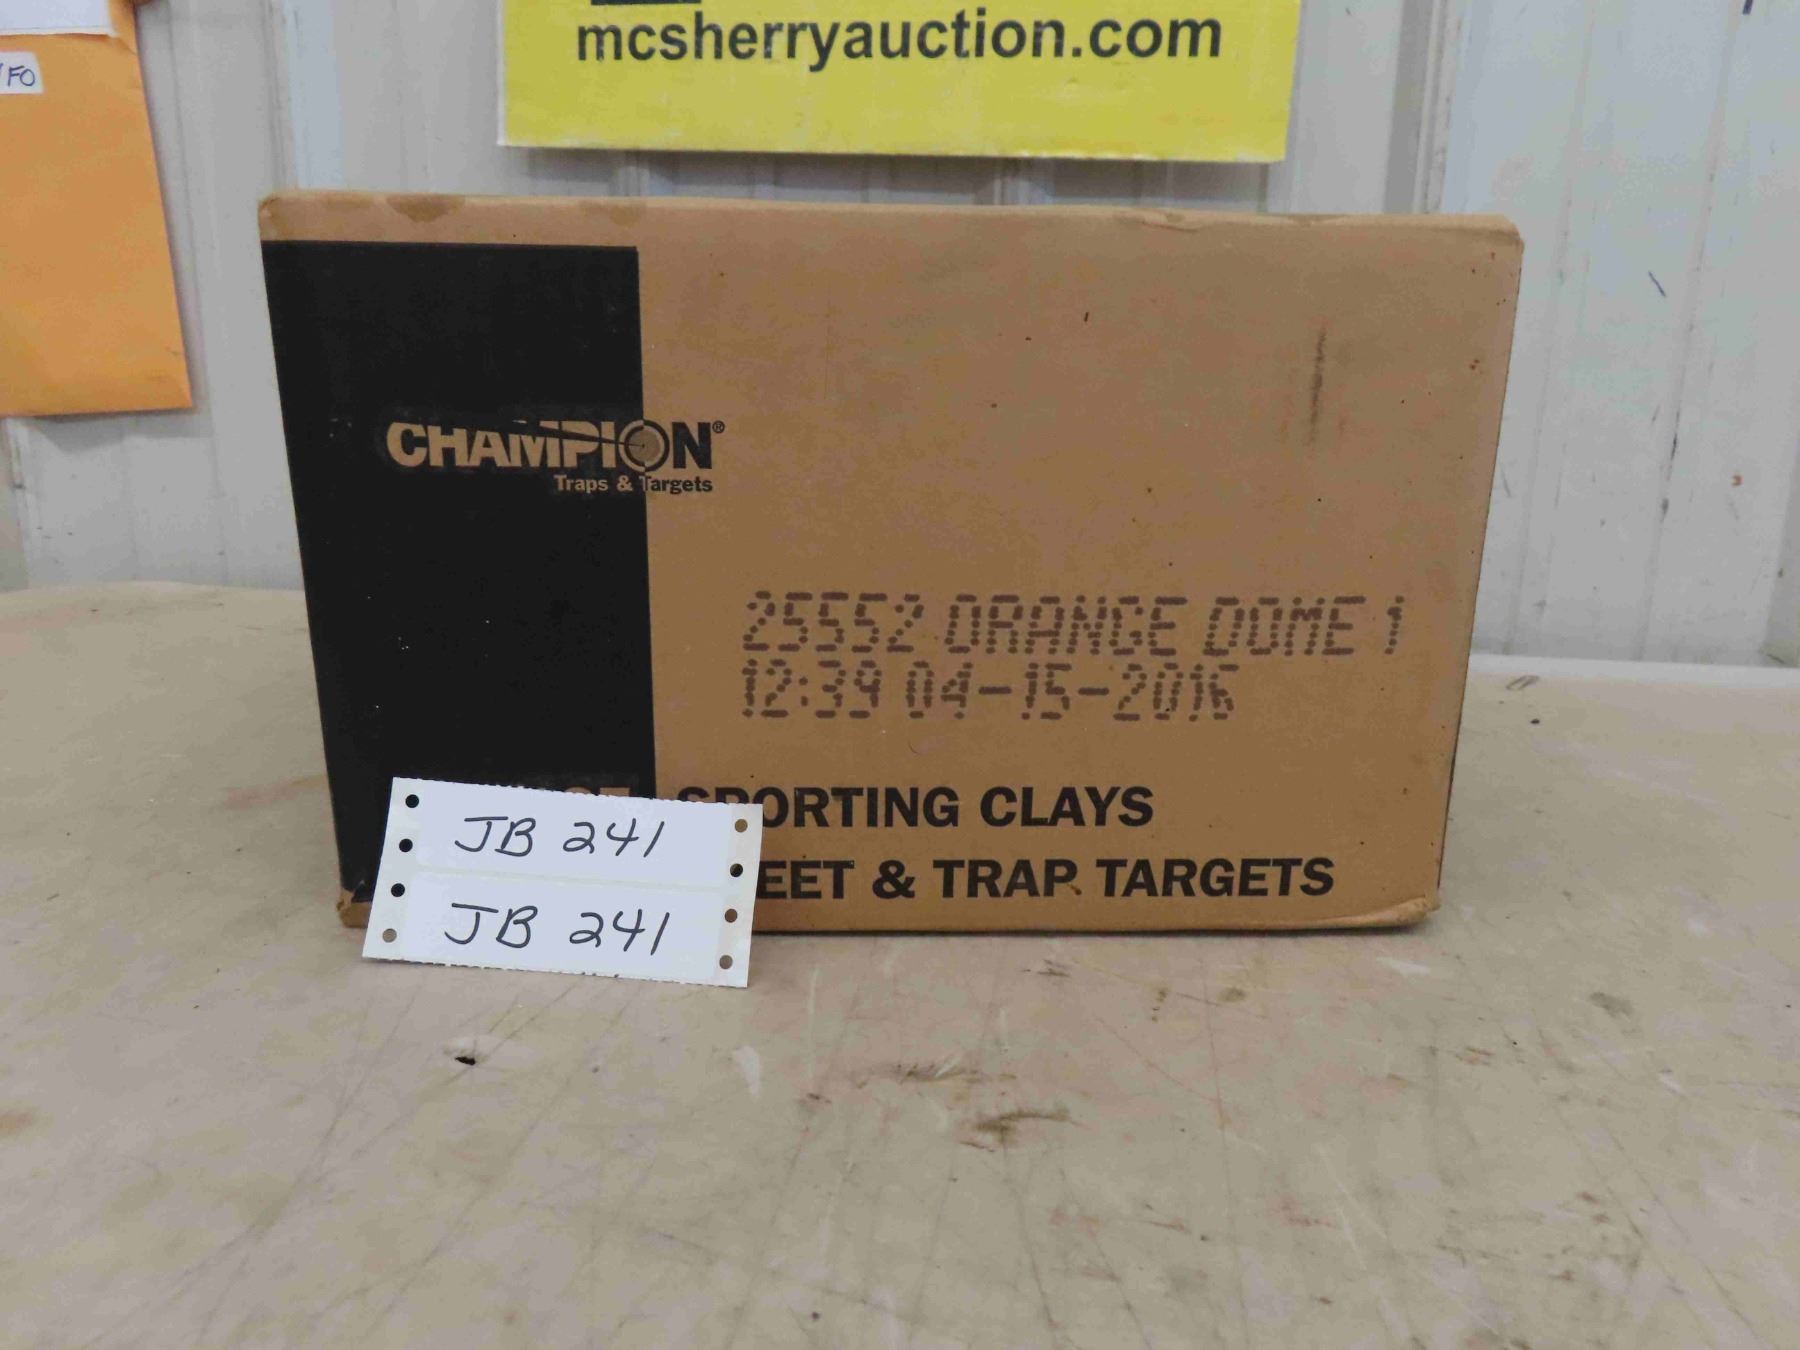 mcsherryauction.com
FO
CHAMPION®
Traps & Targets
25552 ORANGE DOME 1
12:39 04-15-2016
SPORTING CLAYS
EET & TRAP TARGETS
JB 241
JB 241